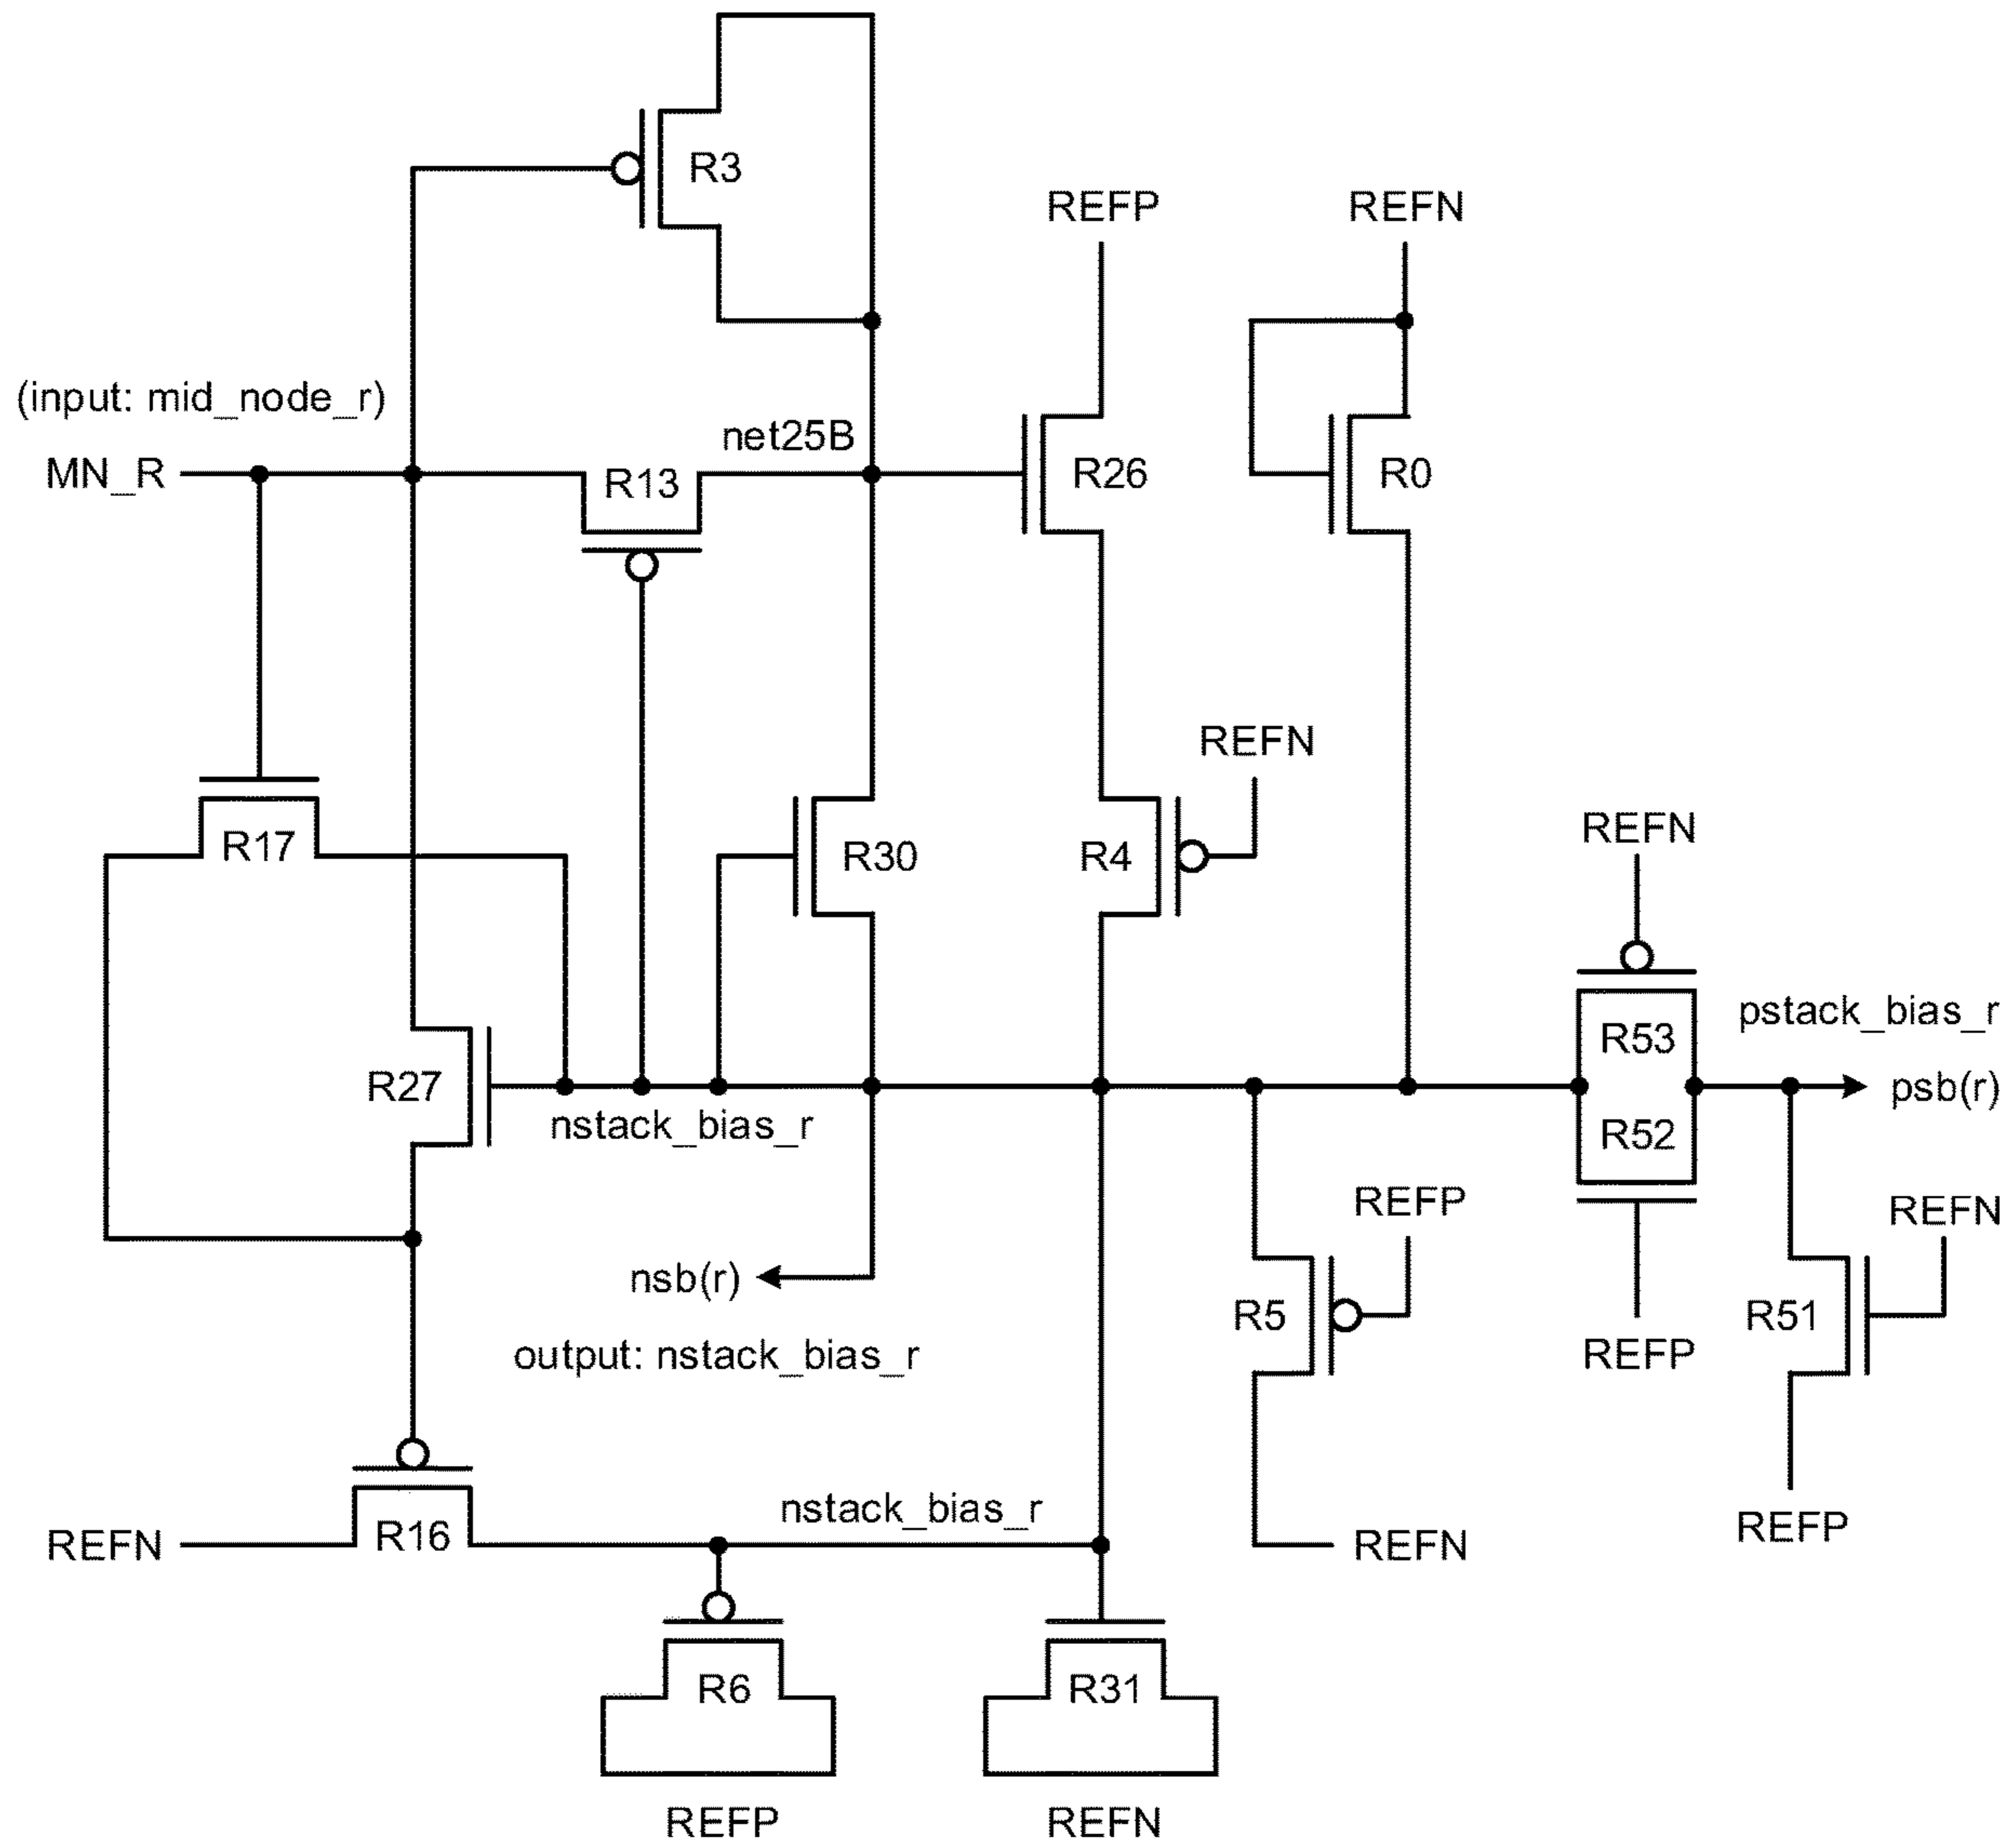 R3
REFP
REFN
(input: mid_node_r)
net25B
MN_R
R13
R26
R0
REFN
R17
R30
R4
REFN
pstack_bias_r
R53
R27
psb(r)
nstack_bias_r
R52
REFP
REFN
nsb(r)
R5
R51
output: nstack_bias_r
REFP
nstack_bias_r
REFP
REFN
R16
REFN
R6
R31
REFP
REFN